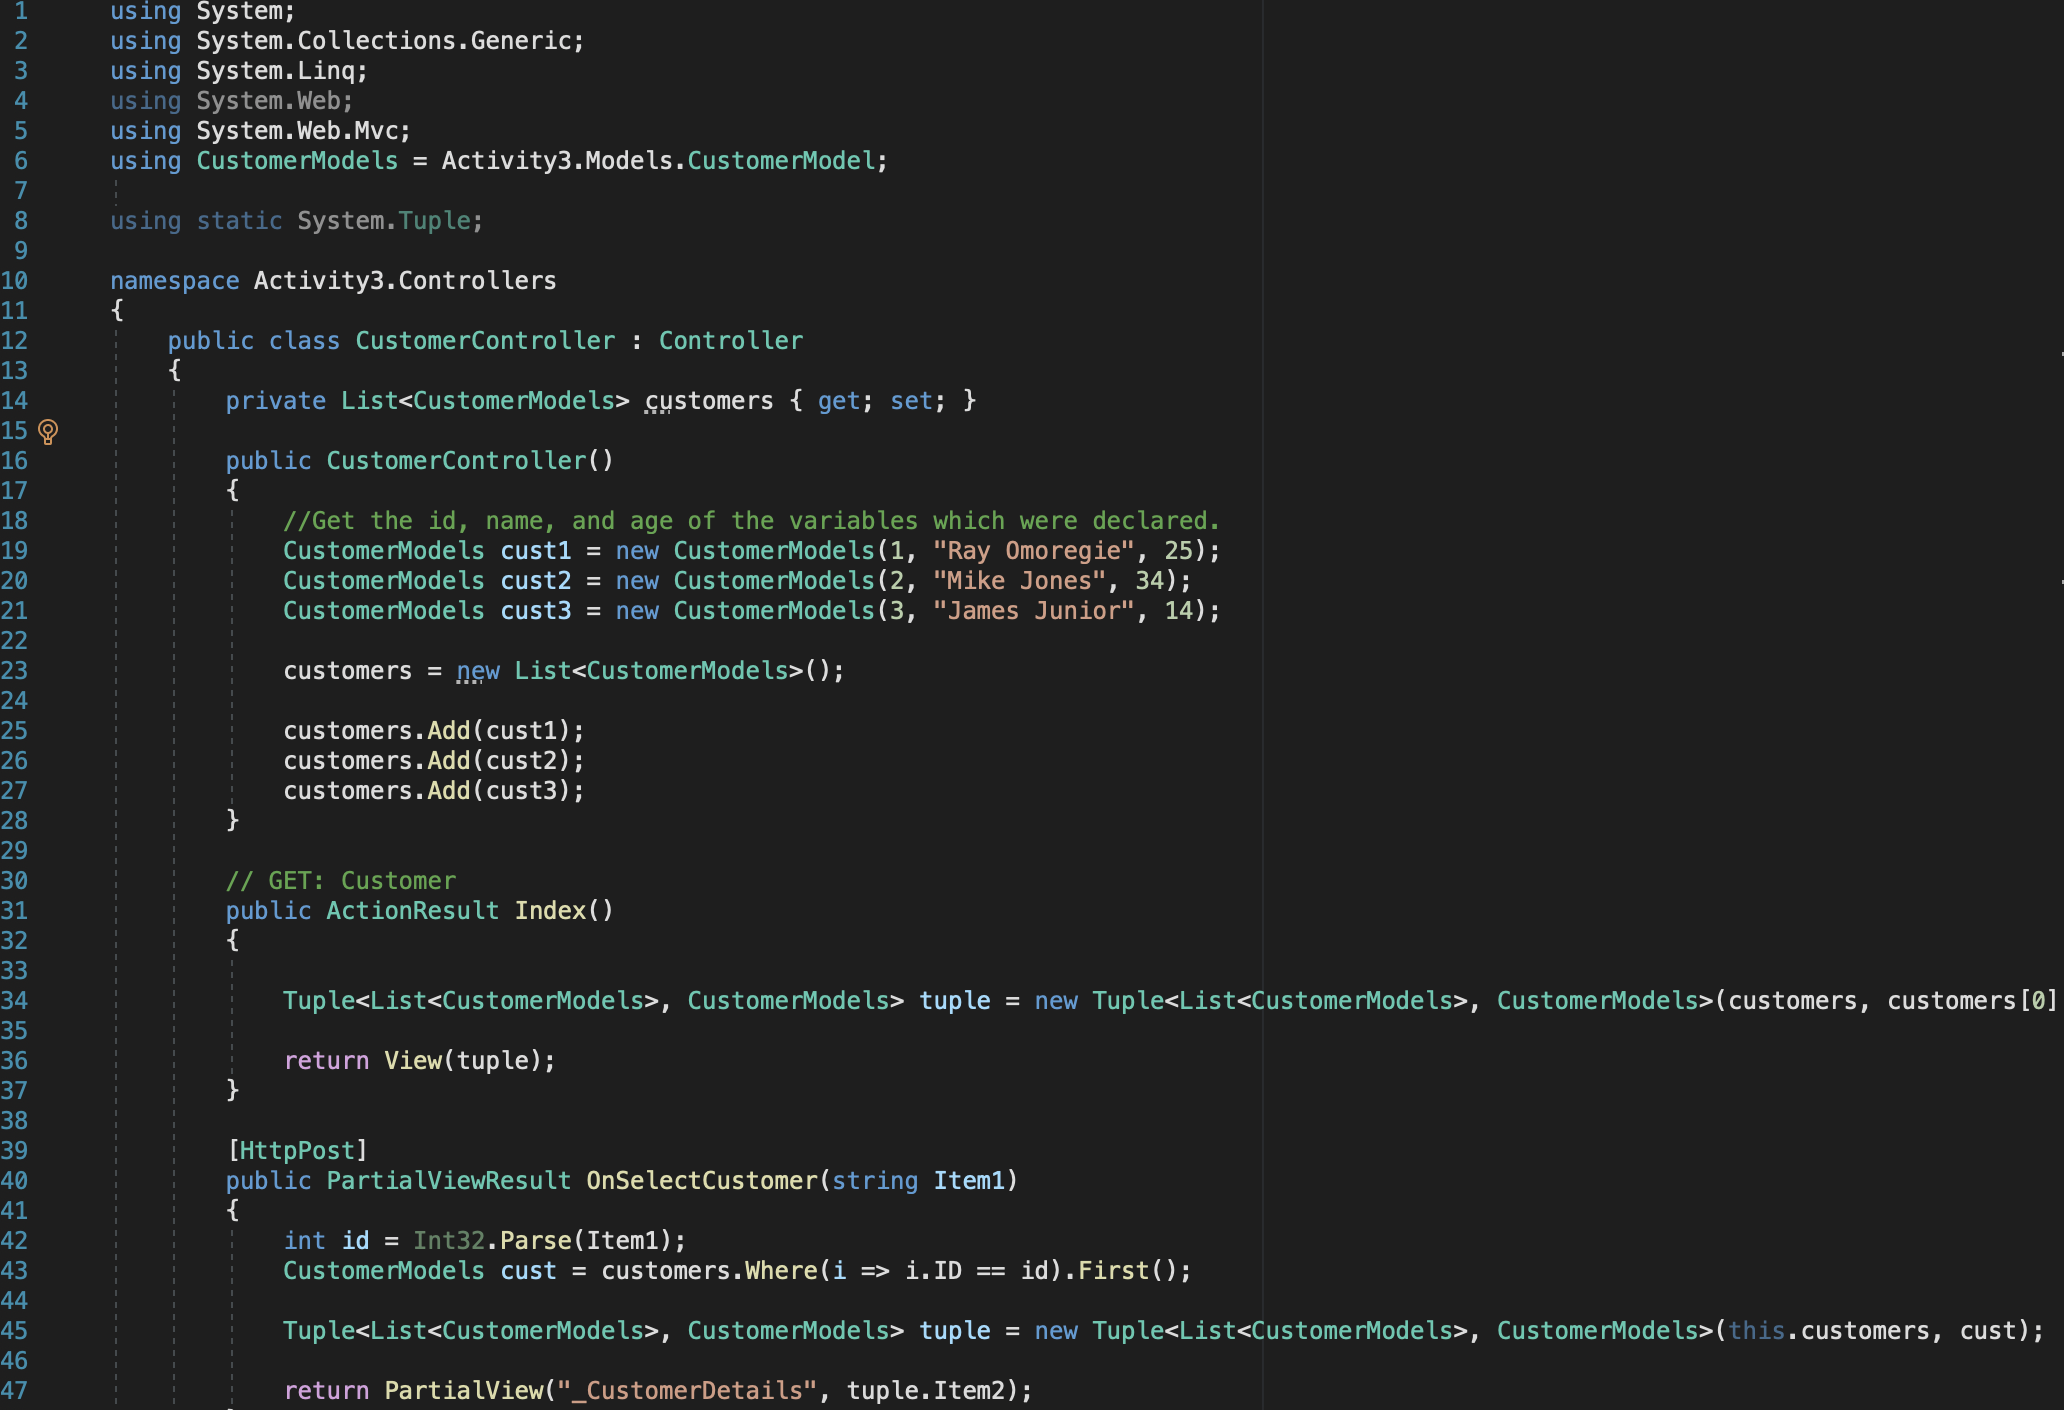 1 using System;
2 using System.Collections.Generic;
3 using System.Linq;
4 using System.Web;
5 using System.Web.Mvc;
6 using CustomerModels = Activity3.Models.CustomerModel;
7
8 using static System.Tuple;
9
10 namespace Activity3.Controllers
11 {
12 public class CustomerController : Controller
13 {
14 private List<CustomerModels> customers { get; set; }
15
16 public CustomerController()
17 {
18 //Get the id, name, and age of the variables which were declared.
19 CustomerModels cust1 = new CustomerModels(1, "Ray Omoregie", 25);
20 CustomerModels cust2 = new CustomerModels(2, "Mike Jones", 34);
21 CustomerModels cust3 = new CustomerModels(3, "James Junior", 14);
22
23 customers = new List<CustomerModels>();
24
25 customers.Add(cust1);
26 customers.Add(cust2);
27 customers.Add(cust3);
28 }
29
30 // GET: Customer
31 public ActionResult Index()
32 {
33
34 Tuple<List<CustomerModels>, CustomerModels> tuple = new Tuple<List<CustomerModels>, CustomerModels>(customers, customers[0]
35
36 return View(tuple);
37 }
38
39 [HttpPost]
40 public PartialViewResult OnSelectCustomer(string Item1)
41 {
42 int id = Int32.Parse(Item1);
43 CustomerModels cust = customers.Where(i => i.ID == id).First();
44
45 Tuple<List<CustomerModels>, CustomerModels> tuple = new Tuple<List<CustomerModels>, CustomerModels>(this.customers, cust);
46
47 return PartialView("_CustomerDetails", tuple.Item2);